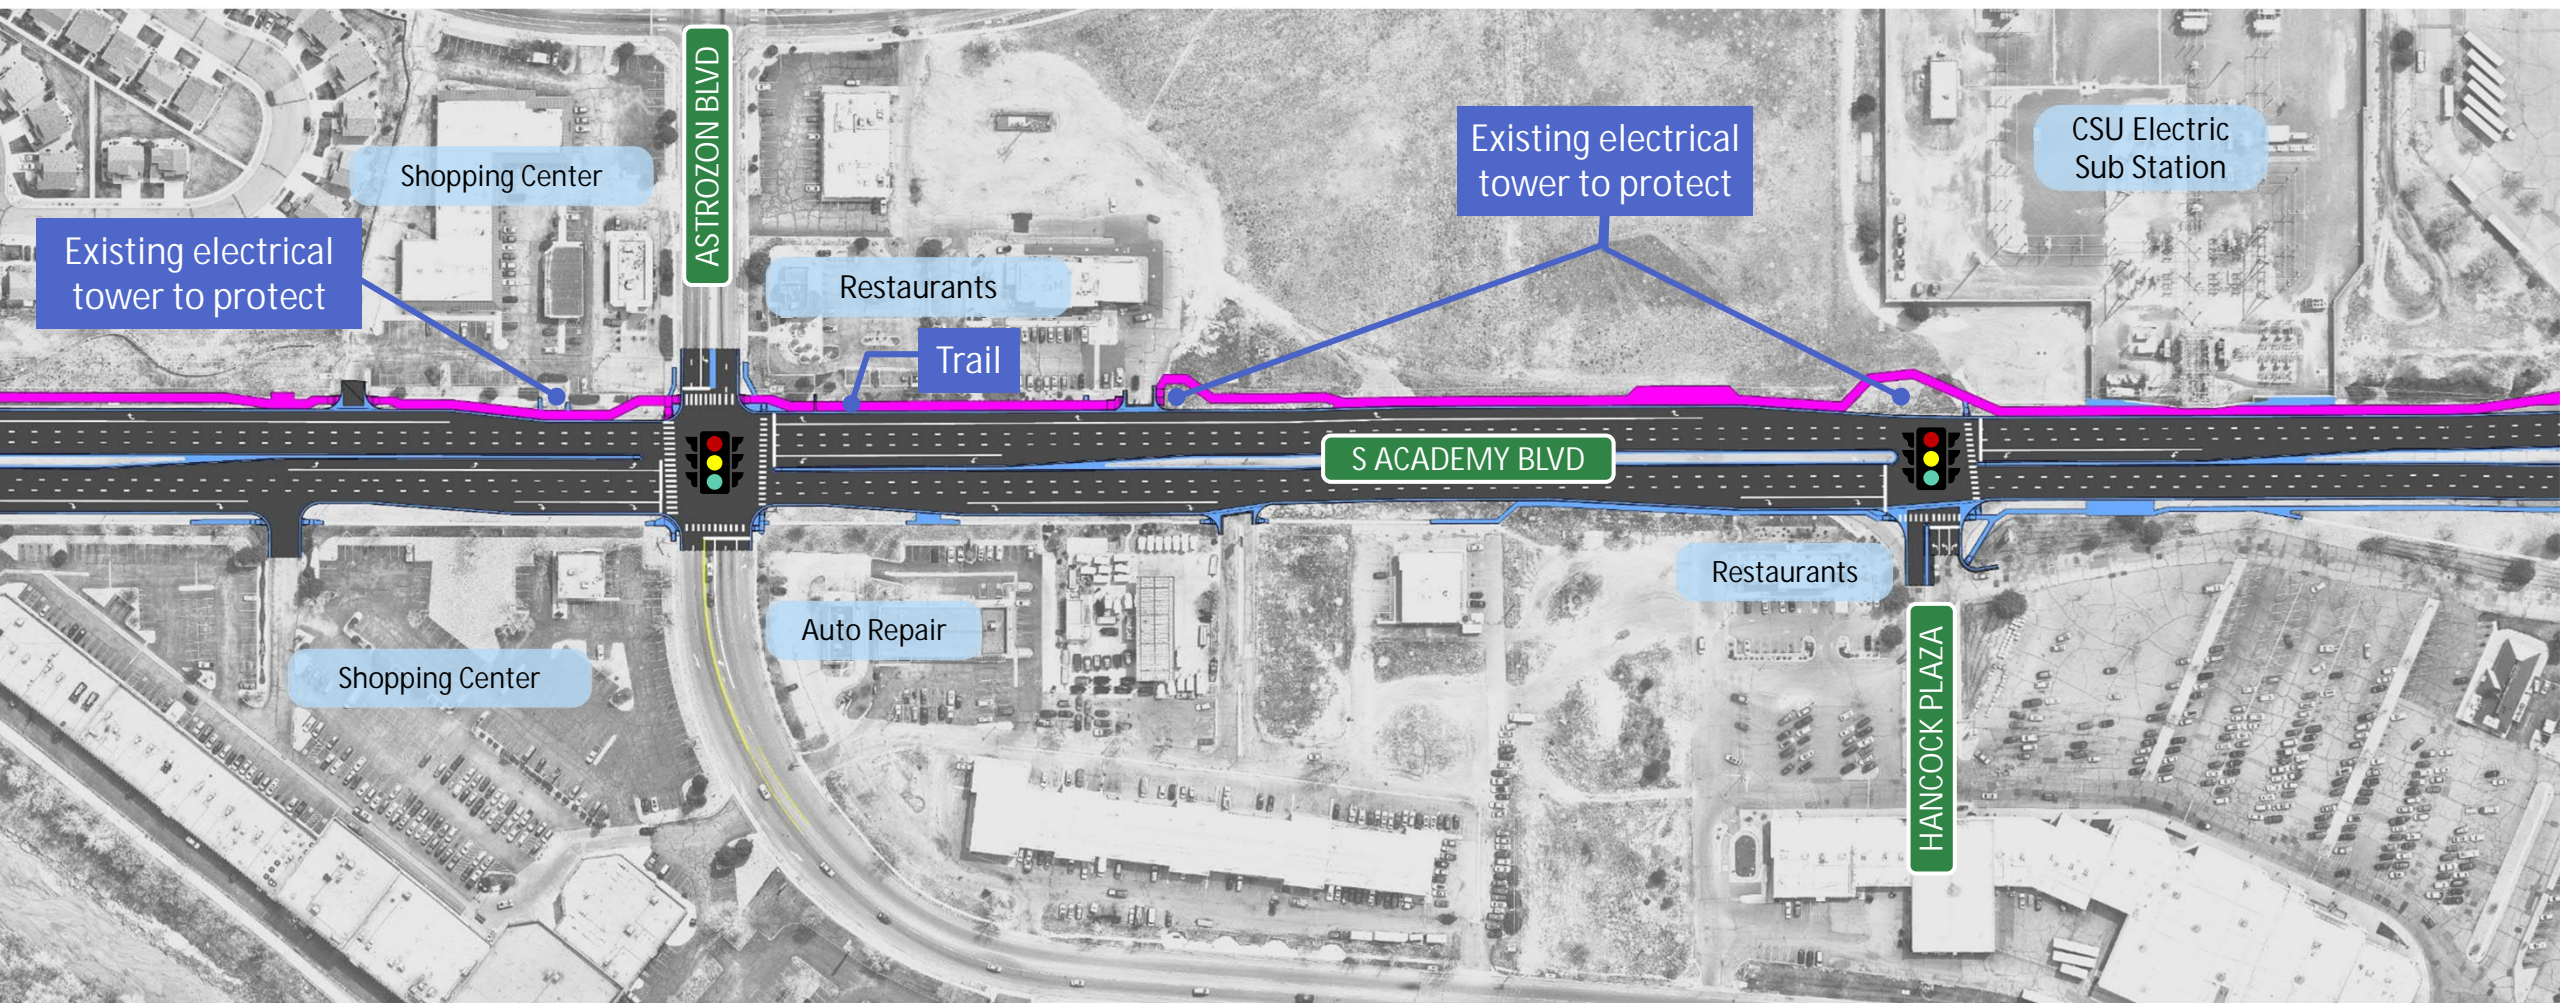 ASTROZON BLVD
Existing electrical
tower to protect
CSU Electric
Sub Station
Shopping Center
Existing electrical
tower to protect
Restaurants
Trail
S ACADEMY BLVD
Restaurants
Auto Repair
Shopping Center
HANCOCK PLAZA